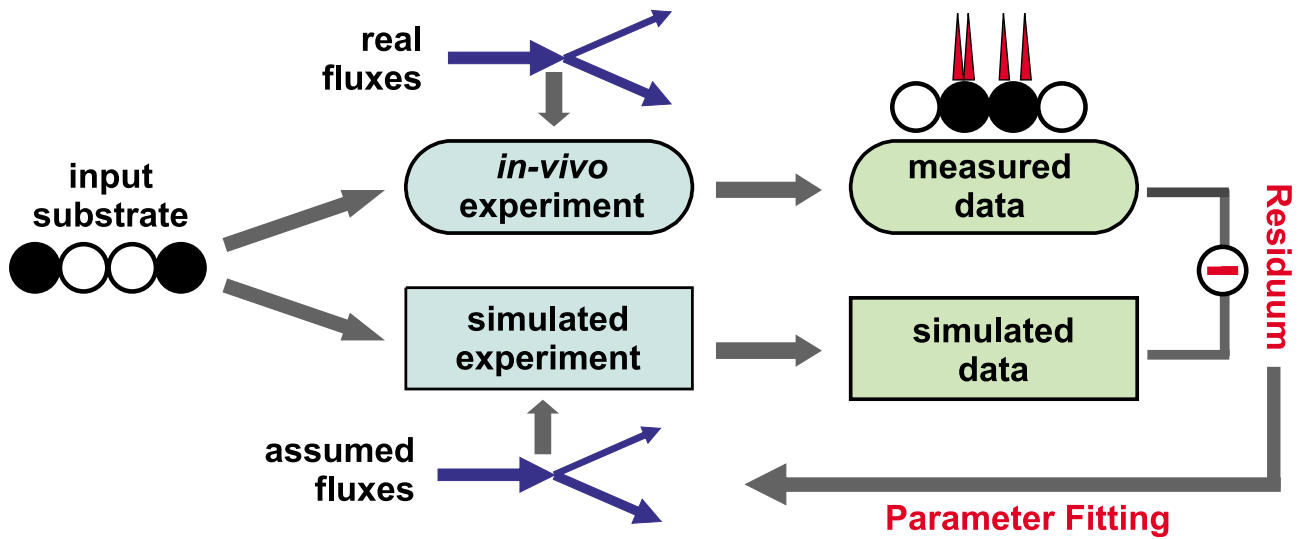 real
fluxes
input
substrate
in-vivo
experiment
measured
data
Residuum
simulated
experiment
simulated
data
assumed
fluxes
Parameter Fitting